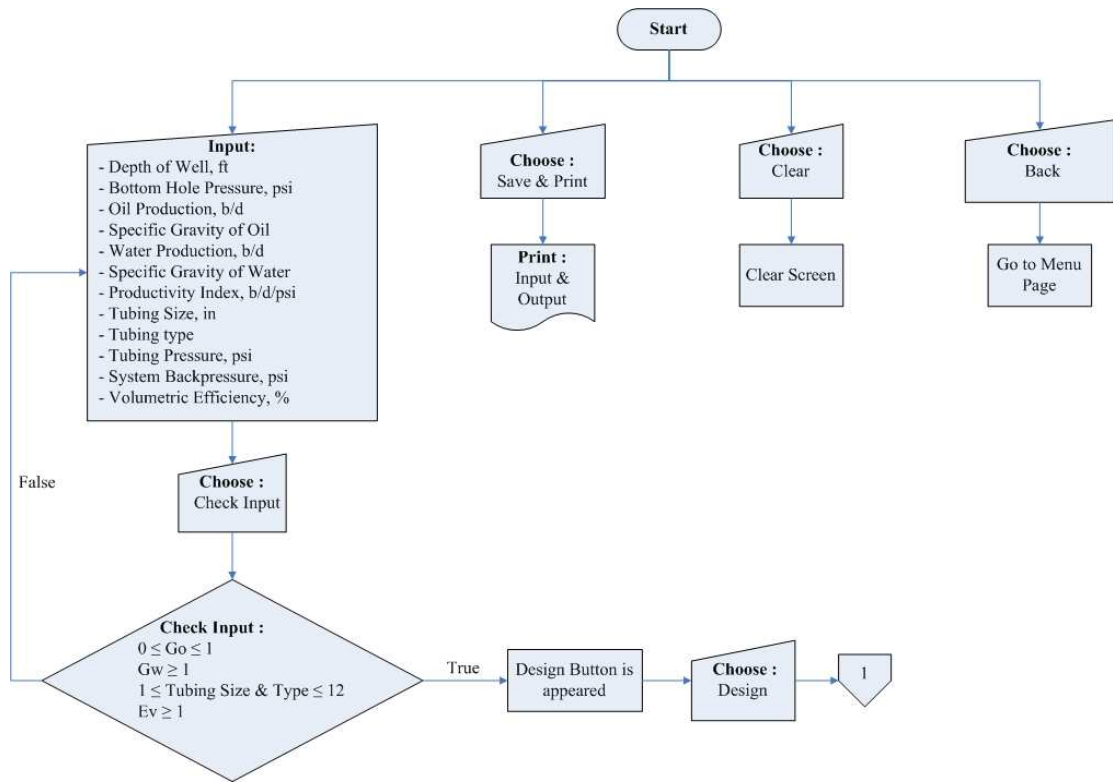 Start
Input:
- Depth of Well, ft
- Bottom Hole Pressure, psi
- Oil Production, b/d
- Specific Gravity of Oil
- Water Production, b/d
- Specific Gravity of Water
- Productivity Index, b/d/psi
- Tubing Size, in
- Tubing type
- Tubing Pressure, psi
- System Backpressure, psi
- Volumetric Efficiency, %
Choose :
Save & Print
Print :
Input &
Output
Choose :
Clear
Clear Screen
Choose :
Back
Go to Menu
Page
Choose :
Check Input
False
Check Input :
0 ≤ Go ≤ 1
Gw ≥ 1
1 ≤ Tubing Size & Type ≤ 12
Ev ≥ 1
True
Design Button is
appeared
Choose :
Design
1